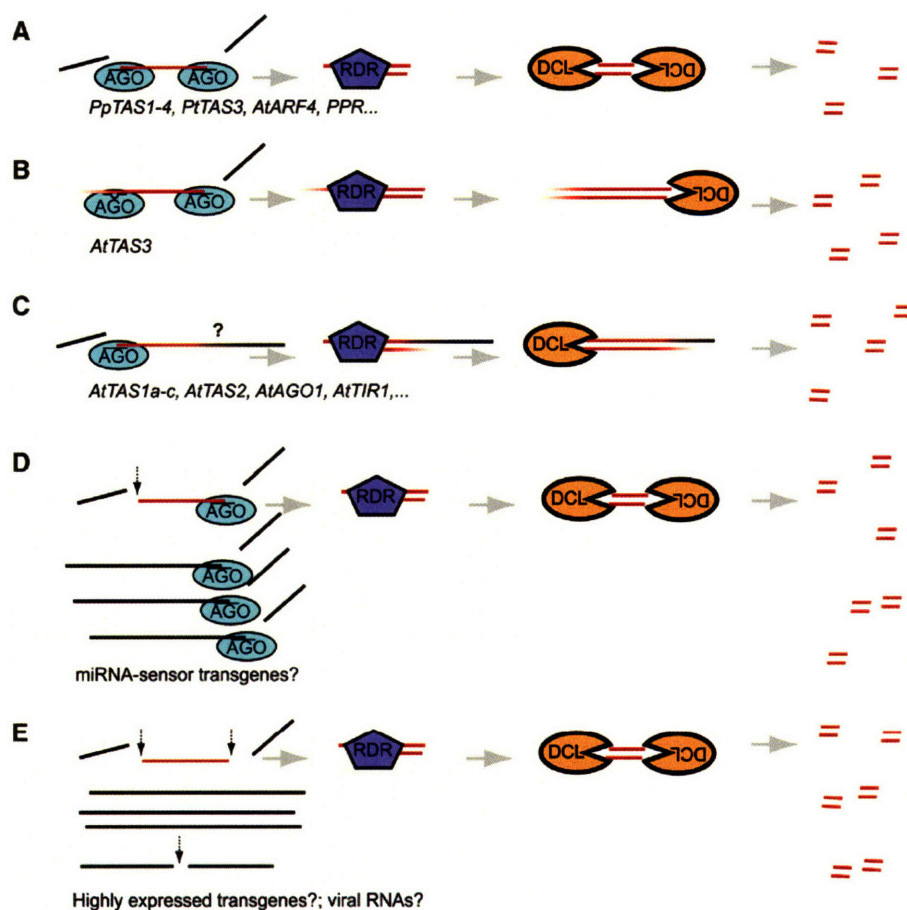 A
AGO AGO RDR DCL DCL
PpTAS1-4, PtTAS3, AtARF4, PPR...
B
AGO AGO RDR DCL
AtTAS3
C
?
AGO RDR DCL
AtTAS1a-c, AtTAS2, AtAGO1, AtTIR1,...
D
AGO RDR DCL DCL
AGO
AGO
AGO
miRNA-sensor transgenes?
E
RDR DCL DCL
Highly expressed transgenes?; viral RNAs?